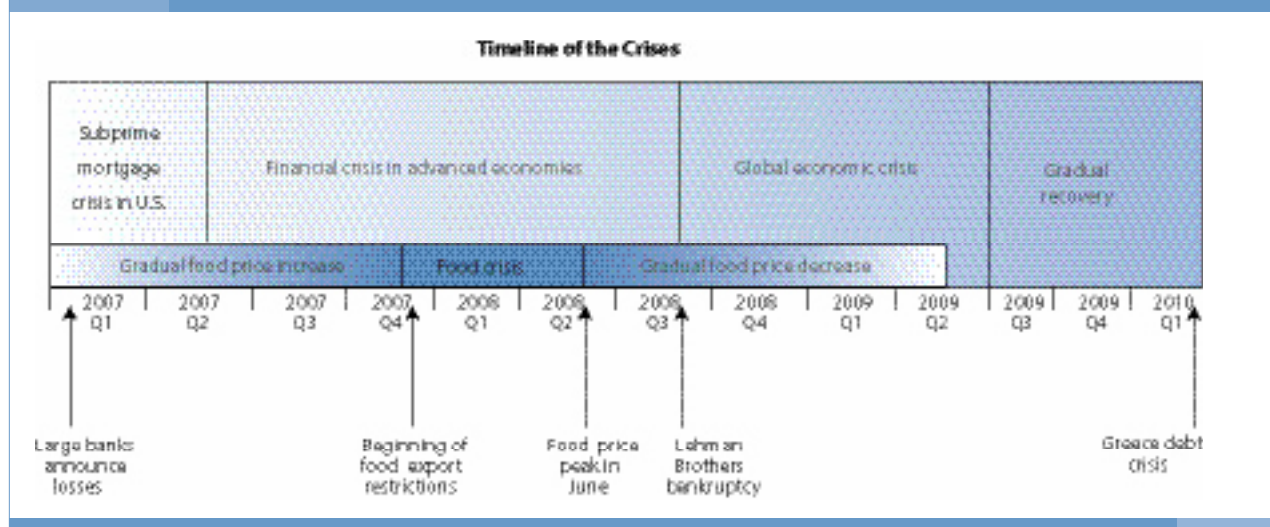 Timeline of the Crises
Subprime
mortgage
crisis in U.S.
Financial crisis in advanced economies
Global economic crisis
Gradual
recovery
Gradual food price increase
Food crisis
Gradual food price decrease
2007
Q1
2007
Q2
2007
Q3
2007
Q4
2008
Q1
2008
Q2
2008
Q3
2008
Q4
2009
Q1
2009
Q2
2009
Q3
2009
Q4
2010
Q1
Large banks
announce
losses
Beginning of
food export
restrictions
Food price
peak in
June
Lehman
Brothers
bankruptcy
Greece debt
crisis